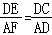 DE/AF = DC/AD